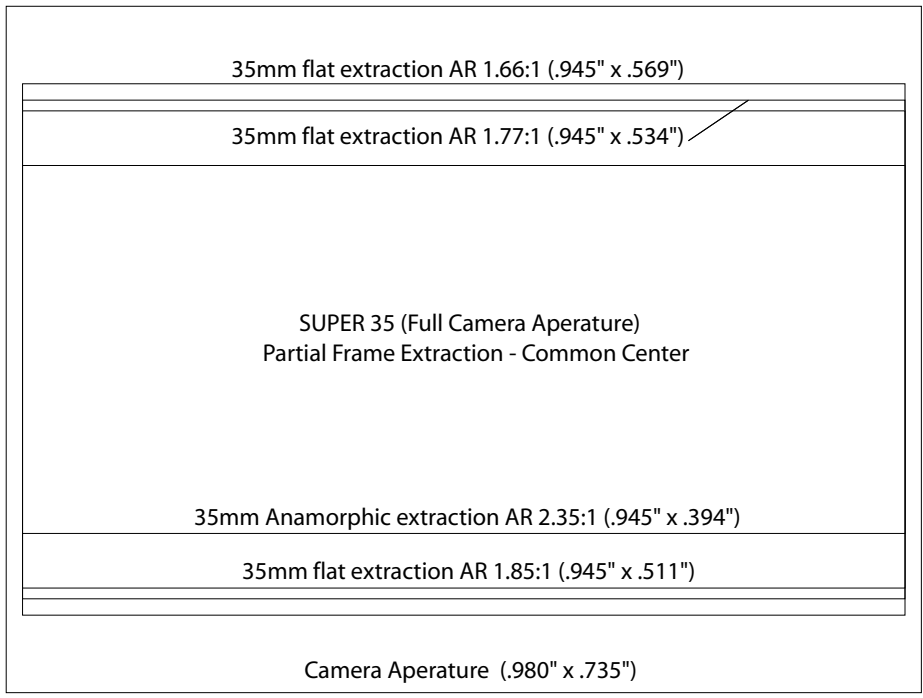 35mm flat extraction AR 1.66:1 (.945" x .569")
35mm flat extraction AR 1.77:1 (.945" x .534")
SUPER 35 (Full Camera Aperature)
Partial Frame Extraction - Common Center
35mm Anamorphic extraction AR 2.35:1 (.945" x .394")
35mm flat extraction AR 1.85:1 (.945" x .511")
Camera Aperature (.980" x .735")